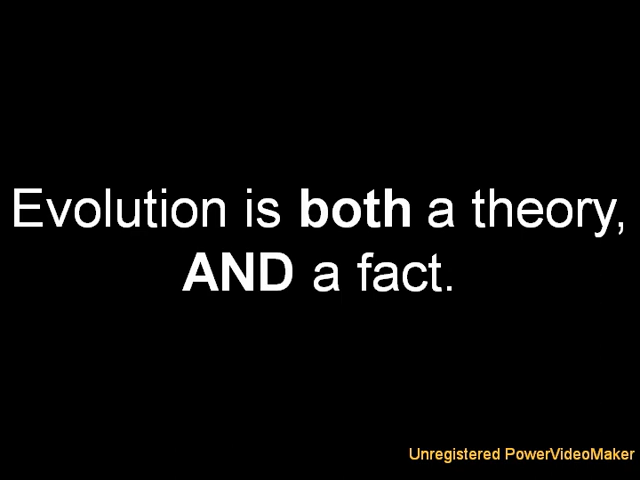 Evolution is both a theory,
AND a fact.
Unregistered PowerVideoMaker